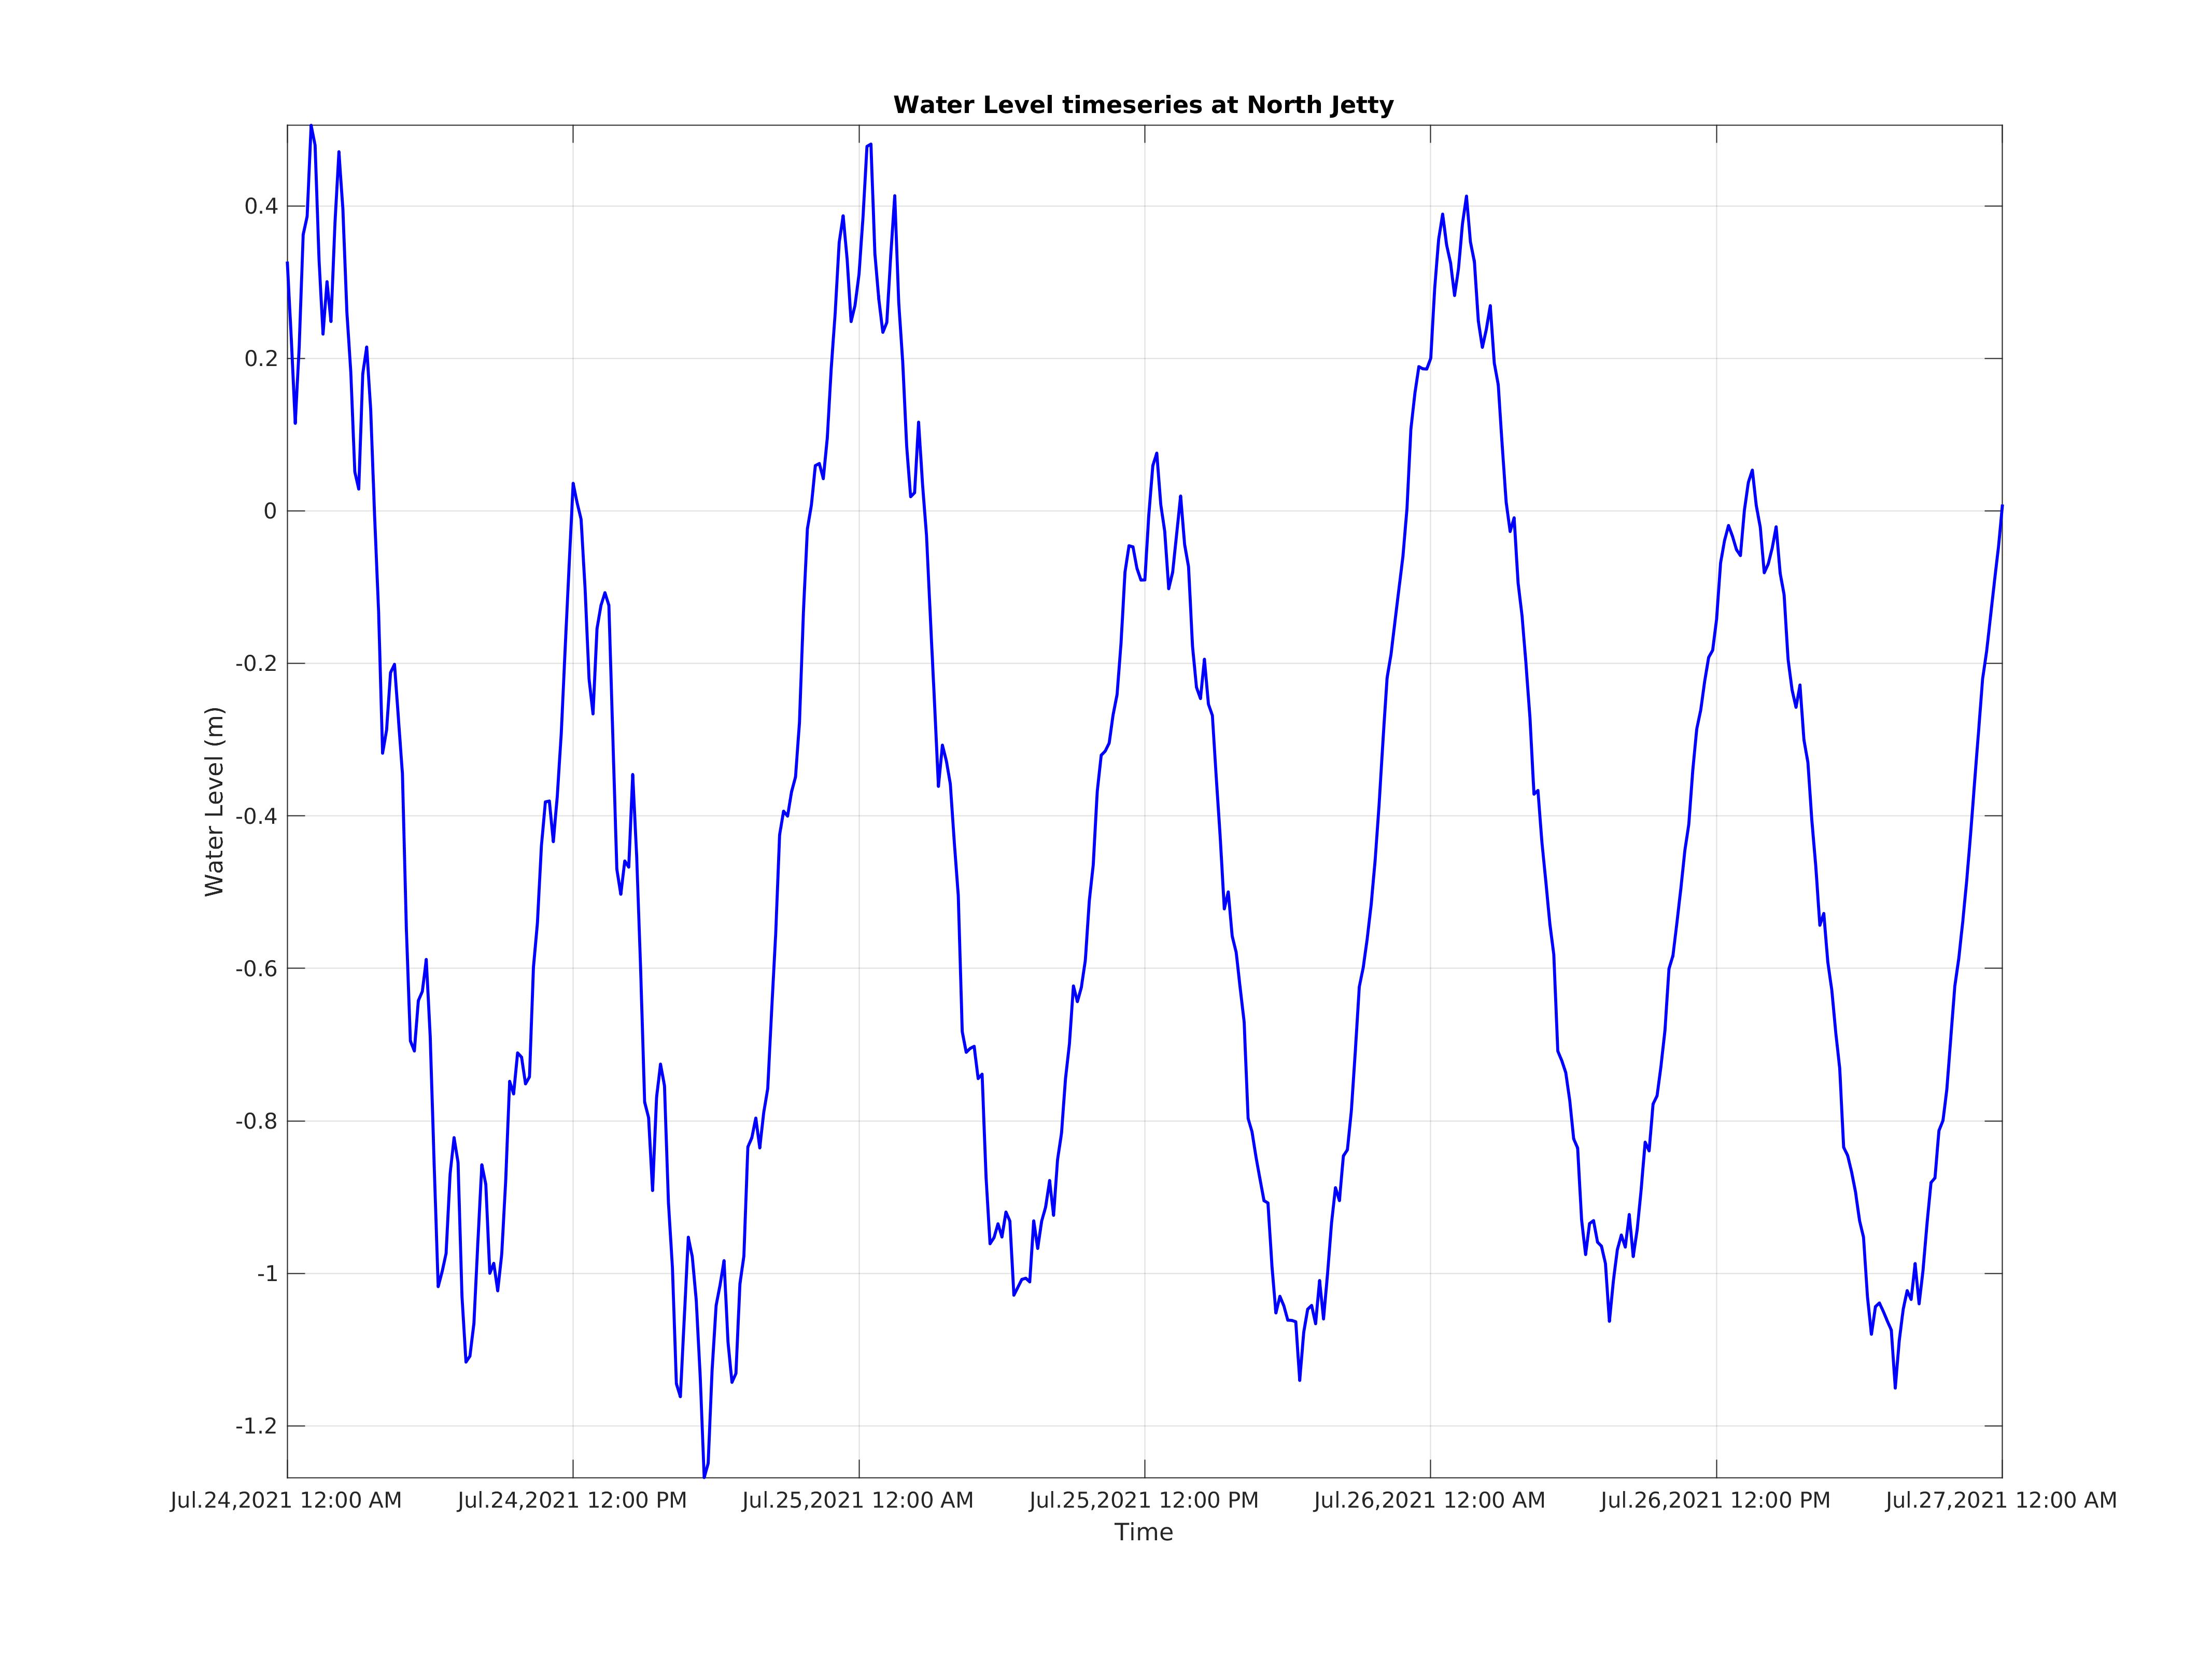 Water Level timeseries at North Jetty
0.4
0.2
0
-0.2
-0.4
-0.6
-0.8
-1
-1.2
Water Level (m)
Jul.24,2021 12:00 AM
Jul.24,2021 12:00 PM
Jul.25,2021 12:00 AM
Jul.25,2021 12:00 PM
Jul.26,2021 12:00 AM
Jul.26,2021 12:00 PM
Jul.27,2021 12:00 AM
Time